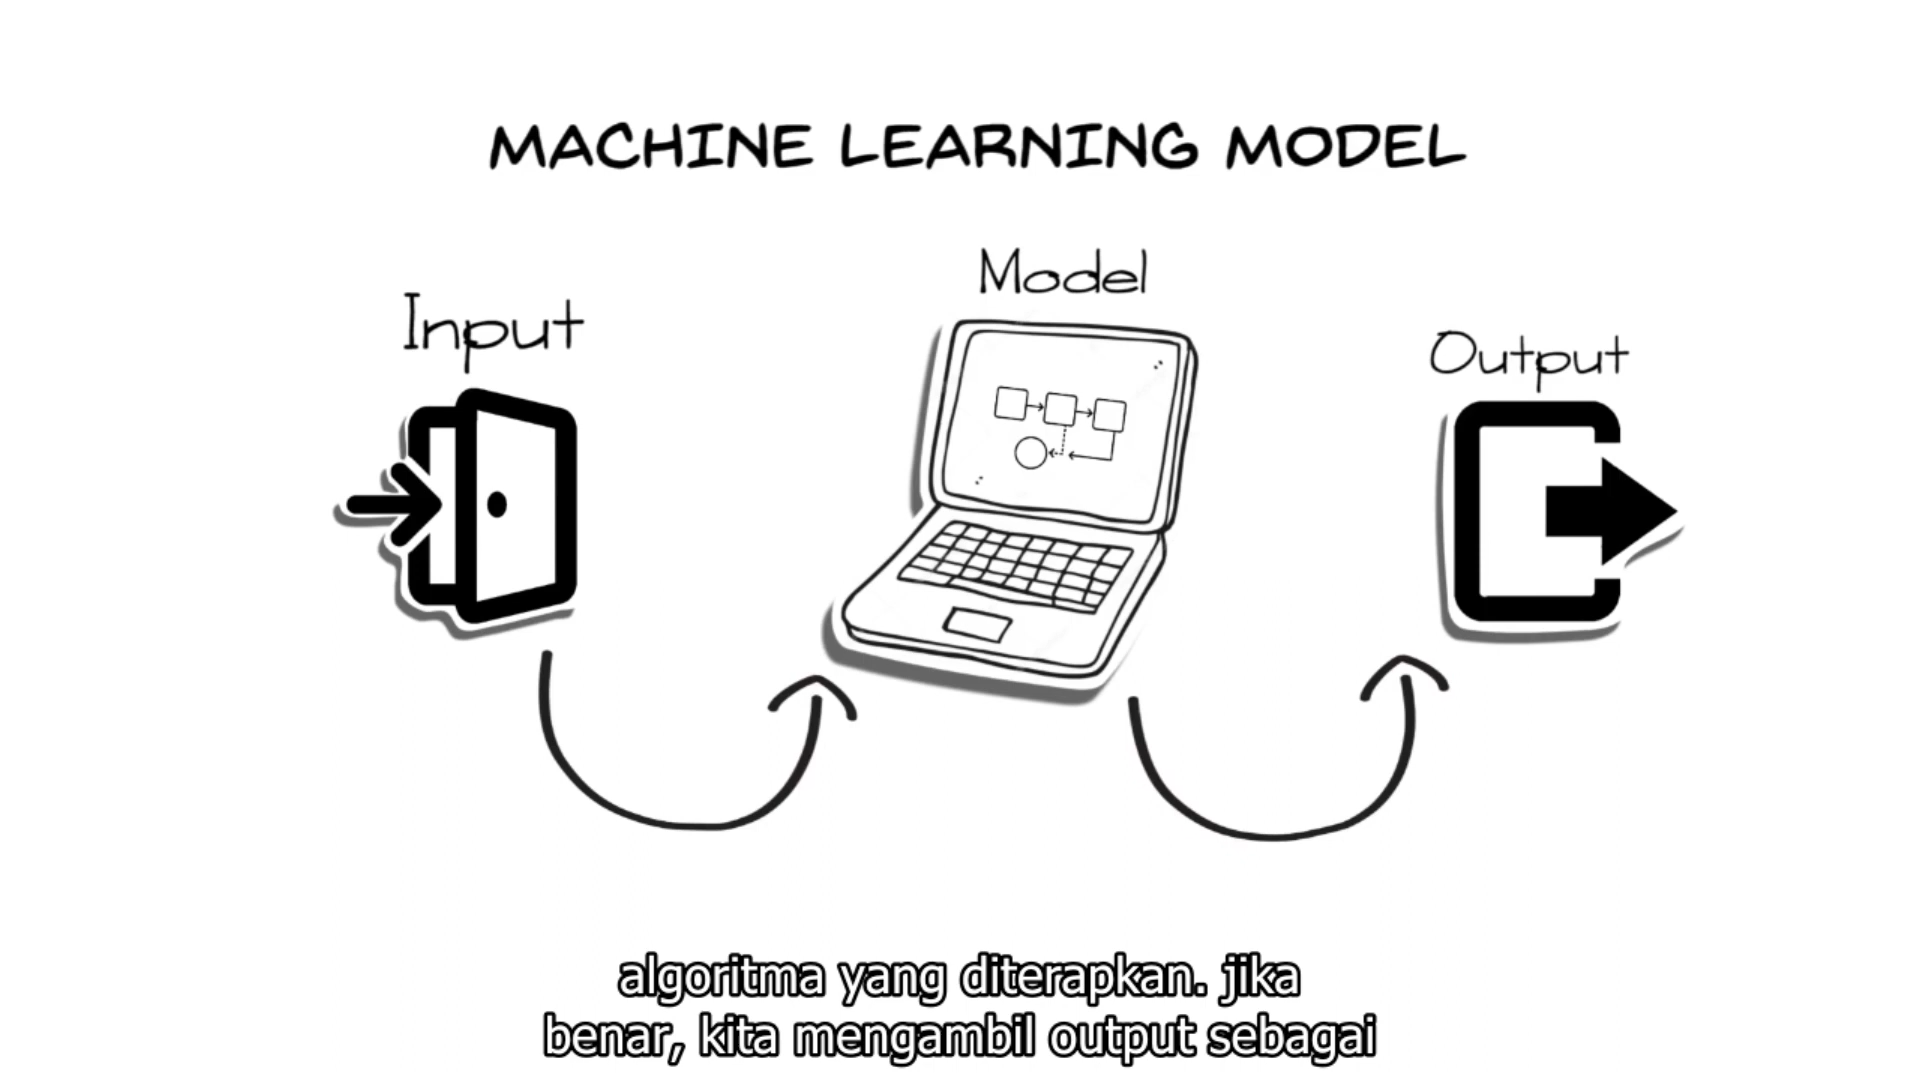 MACHINE LEARNING MODEL
Model
Input
Output
algoritma yang diterapkan. jika
benar, kita mengambil output sebagai